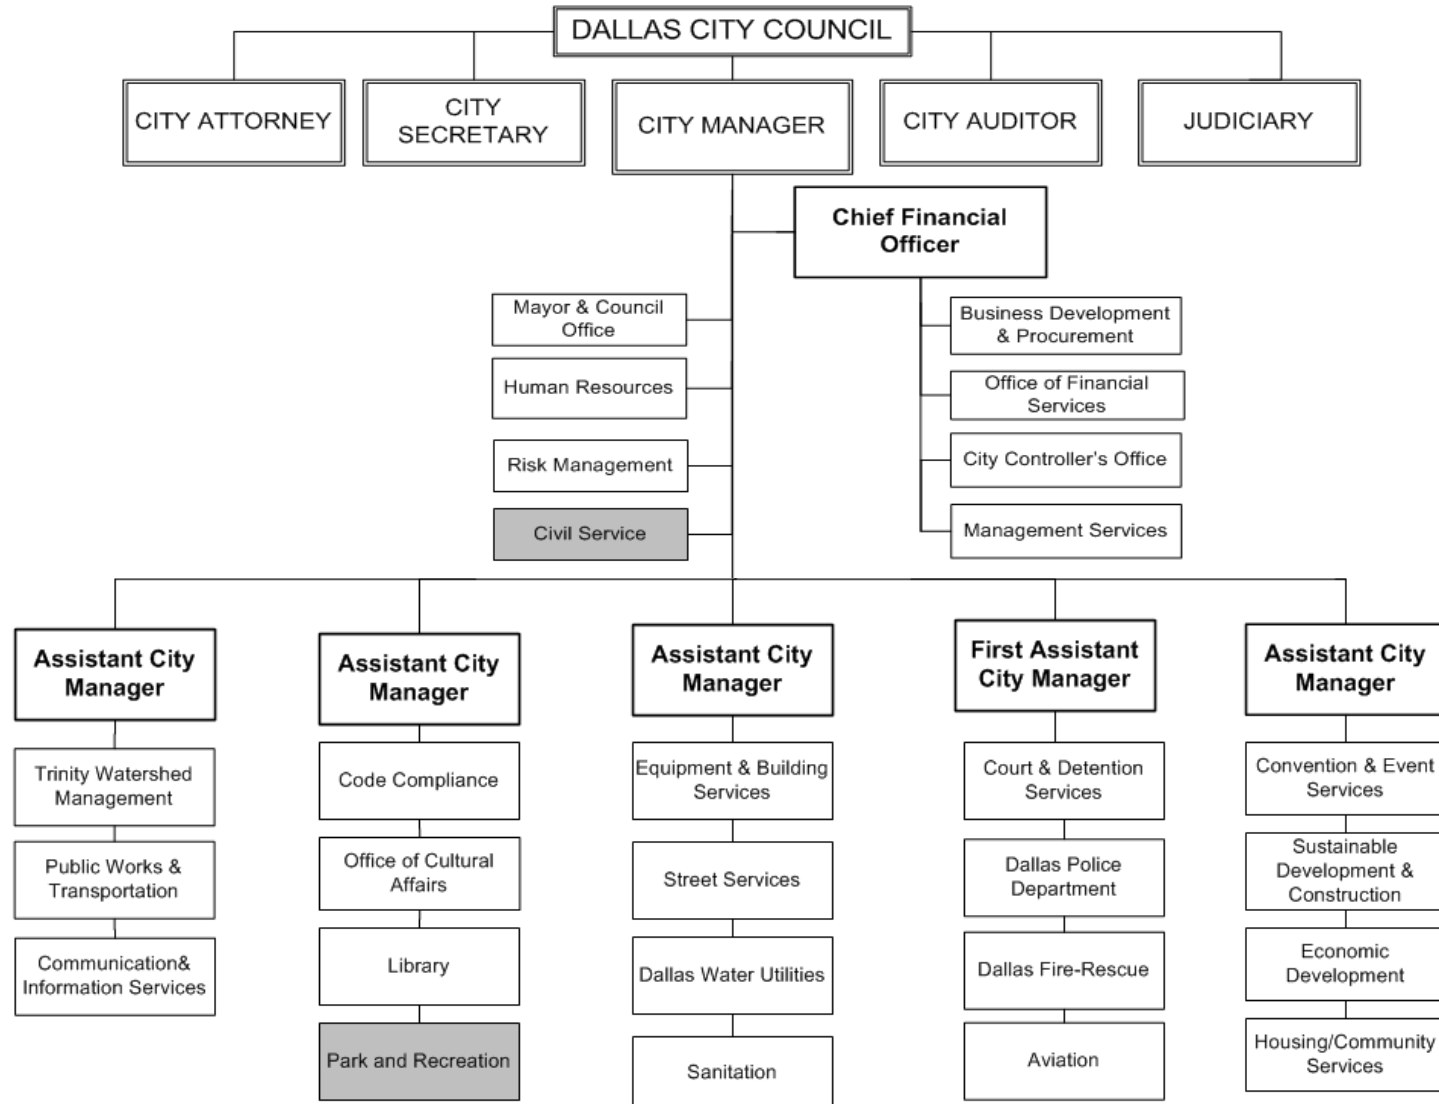 DALLAS CITY COUNCIL
CITY ATTORNEY
CITY
SECRETARY
CITY MANAGER
CITY AUDITOR
JUDICIARY
Chief Financial
Officer
Mayor & Council
Office
Human Resources
Risk Management
Civil Service
Business Development
& Procurement
Office of Financial
Services
City Controller's Office
Management Services
Assistant City
Manager
Trinity Watershed
Management
Public Works &
Transportation
Communication&
Information Services
Assistant City
Manager
Code Compliance
Office of Cultural
Affairs
Library
Park and Recreation
Assistant City
Manager
Equipment & Building
Services
Street Services
Dallas Water Utilities
Sanitation
First Assistant
City Manager
Court & Detention
Services
Dallas Police
Department
Dallas Fire-Rescue
Aviation
Assistant City
Manager
Convention & Event
Services
Sustainable
Development &
Construction
Economic
Development
Housing/Community
Services